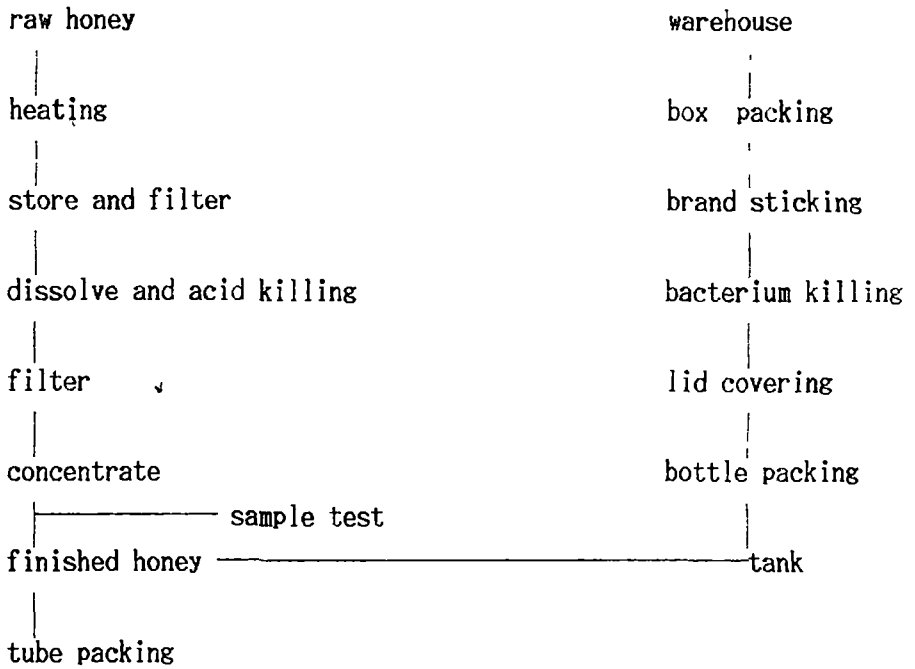 raw honey
heating
store and filter
dissolve and acid killing
filter
concentrate
sample test
finished honey
tube packing
warehouse
box packing
brand sticking
bacterium killing
lid covering
bottle packing
tank